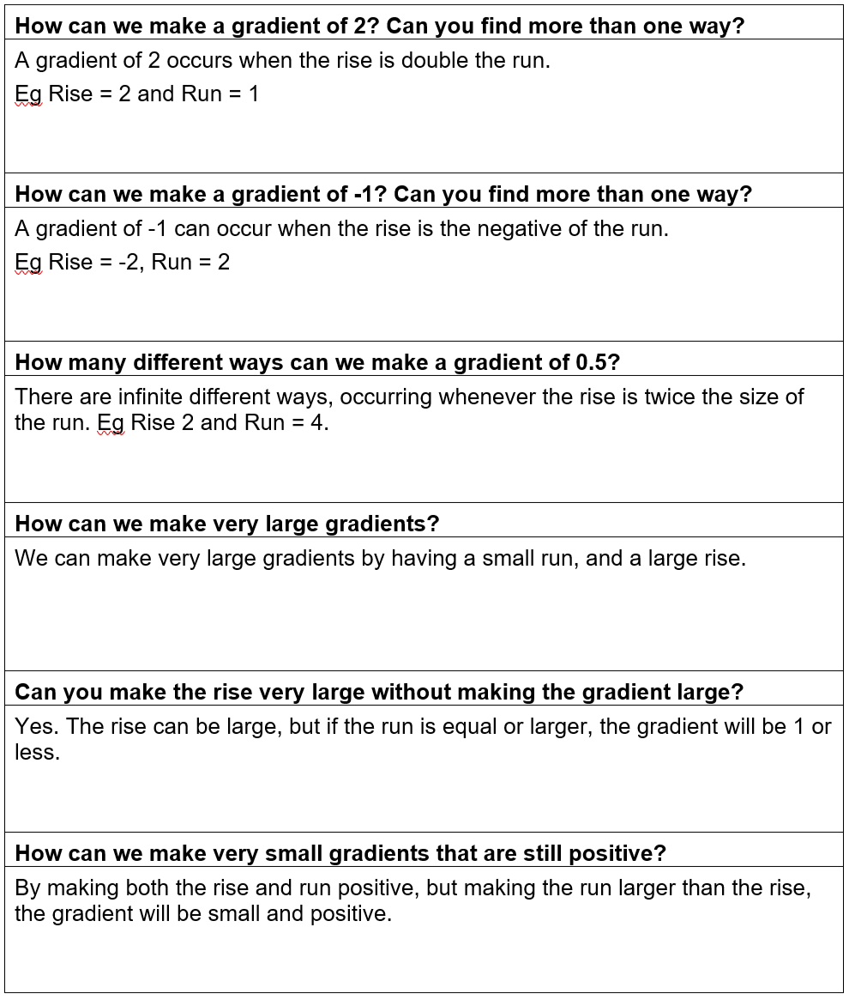 How can we make a gradient of 2? Can you find more than one way?
A gradient of 2 occurs when the rise is double the run.
Eg Rise = 2 and Run = 1
How can we make a gradient of -1? Can you find more than one way?
A gradient of -1 can occur when the rise is the negative of the run.
Eg Rise = -2, Run = 2
How many different ways can we make a gradient of 0.5?
There are infinite different ways, occurring whenever the rise is twice the size of
the run. Eg Rise 2 and Run = 4.
How can we make very large gradients?
We can make very large gradients by having a small run, and a large rise.
Can you make the rise very large without making the gradient large?
Yes. The rise can be large, but if the run is equal or larger, the gradient will be 1 or
less.
How can we make very small gradients that are still positive?
By making both the rise and run positive, but making the run larger than the rise,
the gradient will be small and positive.